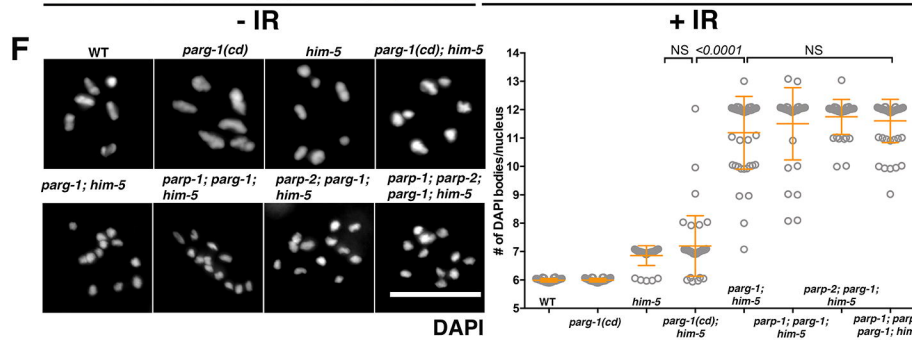 - IR
+ IR
F
WT
parg-1(cd)
him-5
parg-1(cd); him-5
parg-1; him-5
parp-1; parg-1;
him-5
parp-2; parg-1;
him-5
parp-1; parp-2;
parg-1; him-5
DAPI
NS
<0.0001
NS
# of DAPI bodies/nucleus
14
13
12
11
10
9
8
7
6
5
WT
parg-1(cd)
him-5
parg-1(cd);
him-5
parg-1;
him-5
parp-1; parg-1;
him-5
parp-2; parg-1;
him-5
parp-1;
parg-1;